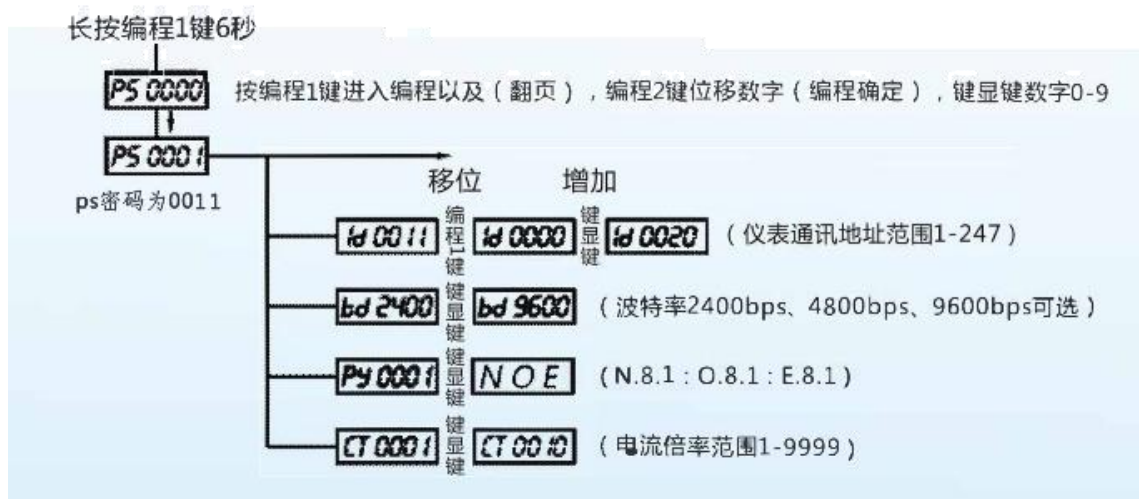 长按编程1键6秒
PS 0000
按编程1键进入编程以及(翻页),编程2键位移数字(编程确定),键显键数字0-9
PS 0001
ps密码为0011
移位 增加
id 0011 编程1键 id 0000 键显键 id 0020 (仪表通讯地址范围1-247)
bd 2400 键显键 bd 9600 (波特率2400bps、4800bps、9600bps可选)
PY 0001 键显键 N O E (N.8.1:O.8.1:E.8.1)
CT 0001 键显键 CT 0010 (电流倍率范围1-9999)